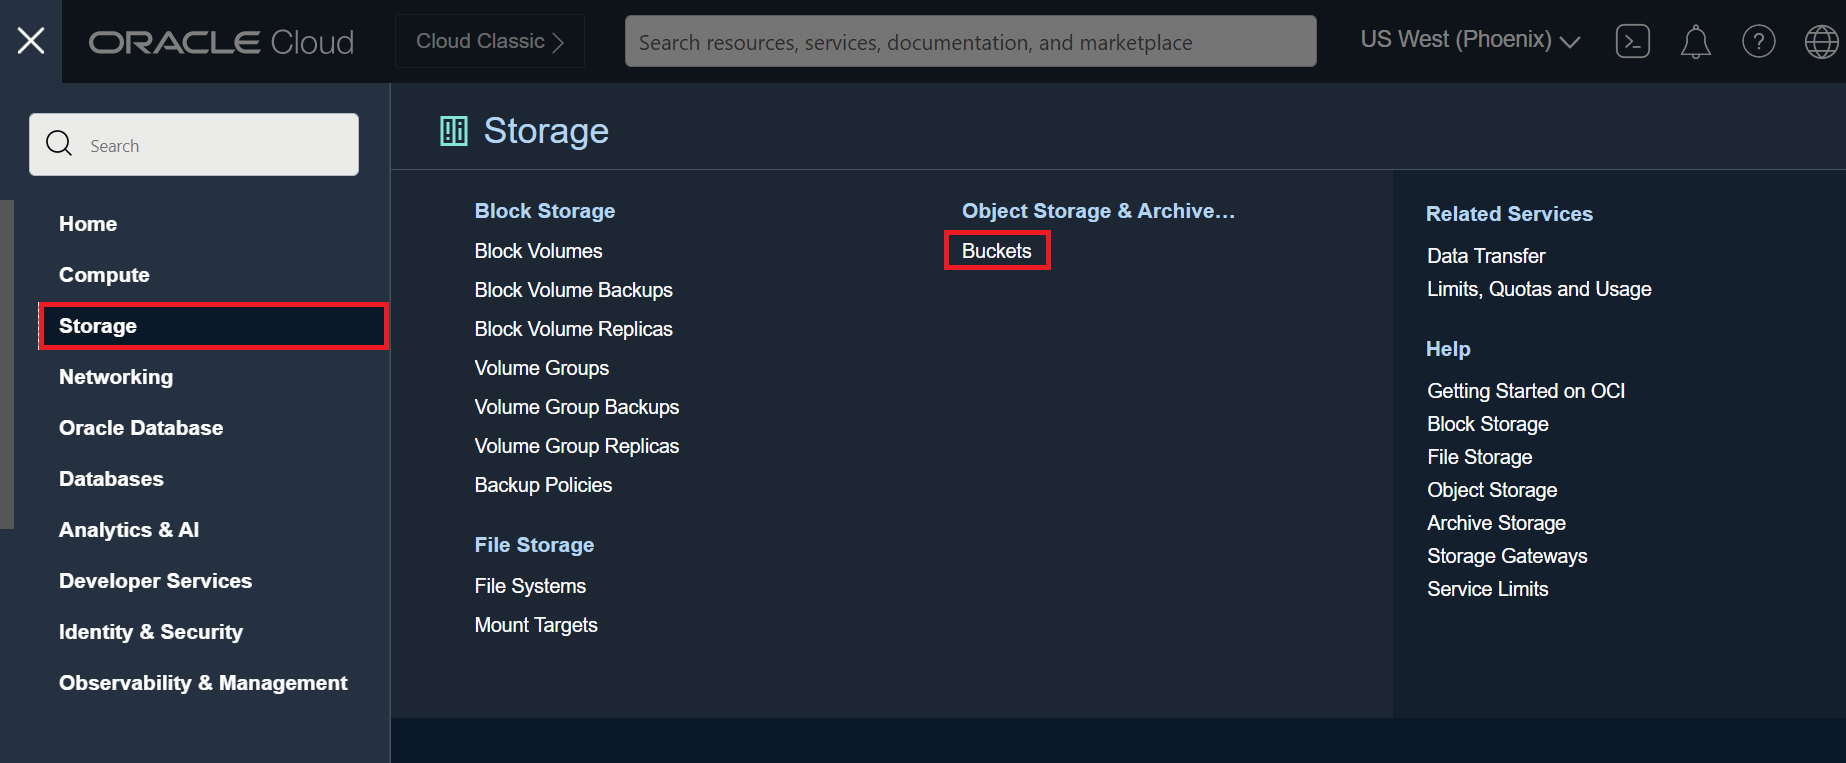 ORACLE Cloud
Cloud Classic
Search resources, services, documentation, and marketplace
US West (Phoenix)
Search
Home
Compute
Storage
Networking
Oracle Database
Databases
Analytics & AI
Developer Services
Identity & Security
Observability & Management
Storage
Block Storage
Block Volumes
Block Volume Backups
Block Volume Replicas
Volume Groups
Volume Group Backups
Volume Group Replicas
Backup Policies
File Storage
File Systems
Mount Targets
Object Storage & Archive...
Buckets
Related Services
Data Transfer
Limits, Quotas and Usage
Help
Getting Started on OCI
Block Storage
File Storage
Object Storage
Archive Storage
Storage Gateways
Service Limits